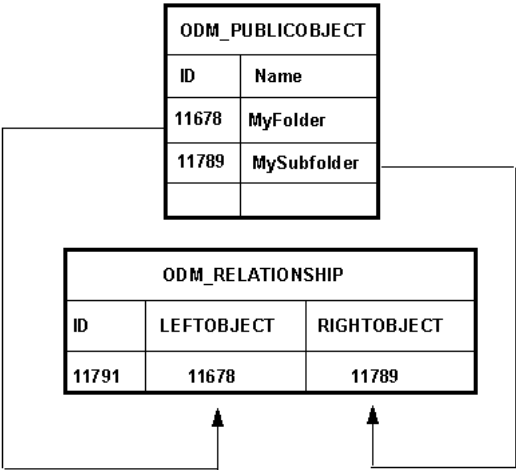 ODM_PUBLICOBJECT
ID Name
11678 MyFolder
11789 MySubfolder
ODM_RELATIONSHIP
ID LEFTOBJECT RIGHTOBJECT
11791 11678 11789